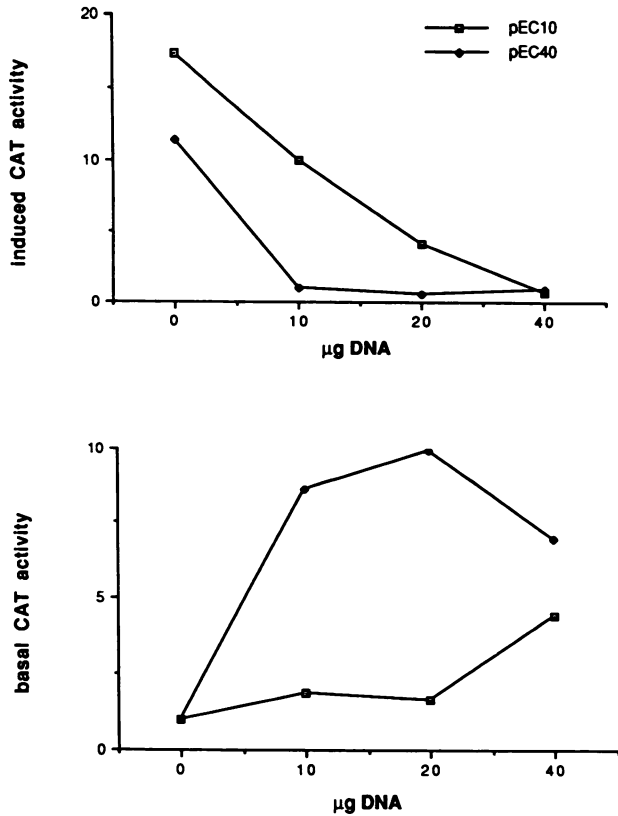 20
10
0
induced CAT activity
pEC10
pEC40
0 10 20 40
µg DNA
10
5
0
basal CAT activity
0 10 20 40
µg DNA